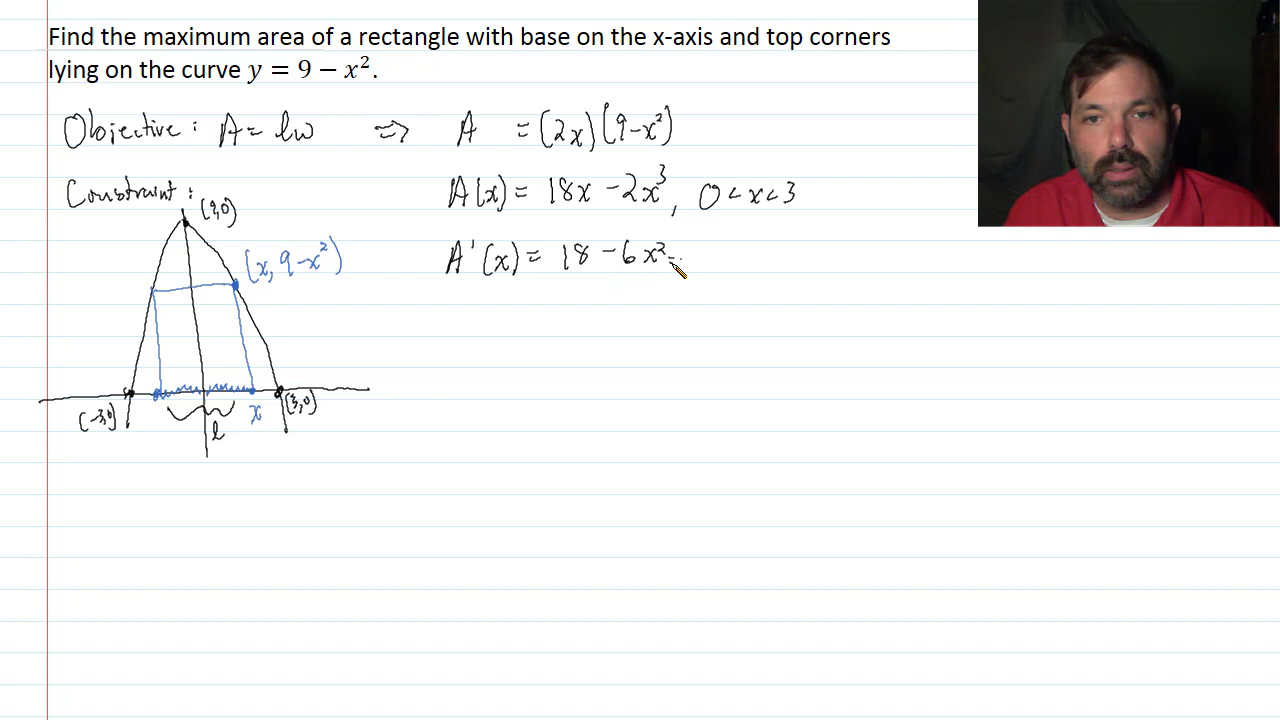 Find the maximum area of a rectangle with base on the x-axis and top corners
lying on the curve y = 9 − x².
Objective: A = lw ⇒ A = (2x)(9−x²)
Constraint:
A(x) = 18x − 2x³, 0 < x < 3
(9,0)
A'(x) = 18 − 6x² =
(x, 9−x²)
(−3,0)
x
(3,0)
l